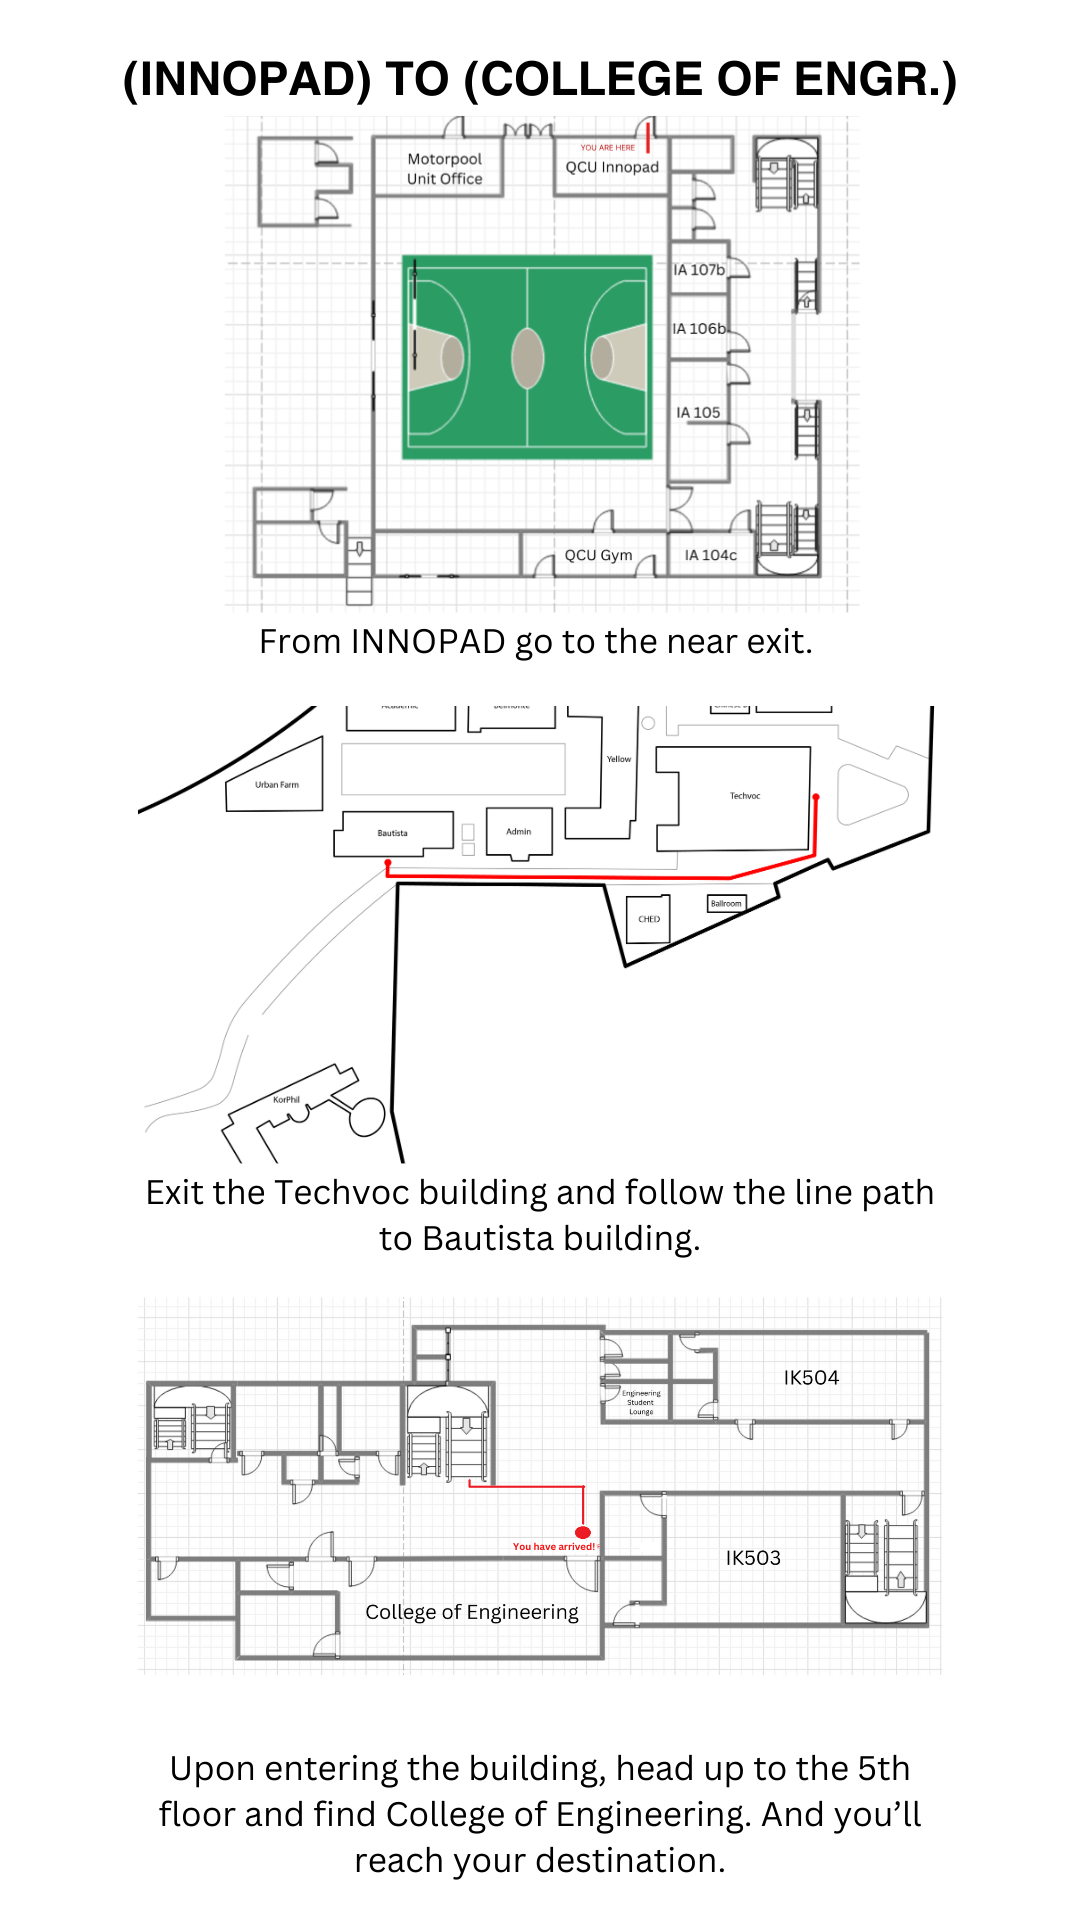 (INNOPAD) TO (COLLEGE OF ENGR.)
Motorpool
Unit Office
YOU ARE HERE
QCU Innopad
IA 107b
IA 106b
IA 105
QCU Gym
IA 104c
From INNOPAD go to the near exit.
Academic
Belmonte
Yellow
Urban Farm
Techvoc
Bautista
Admin
CHED
Ballroom
KorPhil
Exit the Techvoc building and follow the line path
to Bautista building.
IK504
Engineering
Student
Lounge
You have arrived!
IK503
College of Engineering
Upon entering the building, head up to the 5th
floor and find College of Engineering. And you’ll
reach your destination.